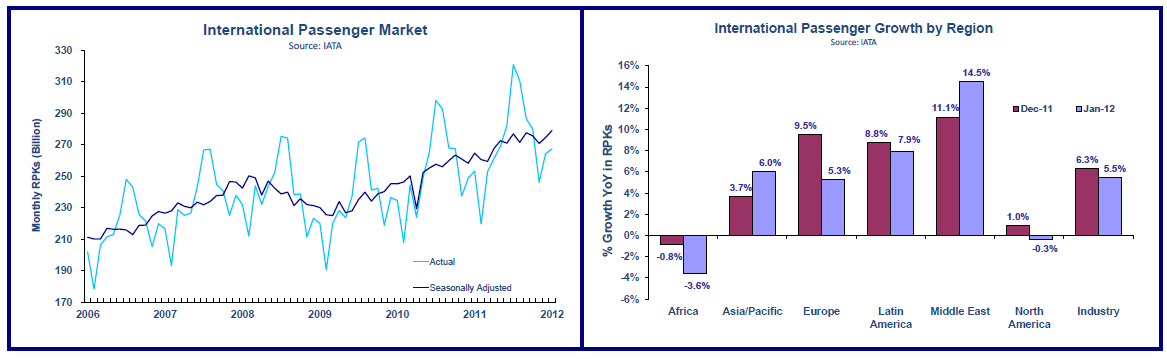 International Passenger Market
Source: IATA
Monthly RPKs (Billion)
330
310
290
270
250
230
210
190
170
2006
2007
2008
2009
2010
2011
2012
Actual
Seasonally Adjusted
International Passenger Growth by Region
Source: IATA
% Growth YoY in RPKs
16%
14%
12%
10%
8%
6%
4%
2%
0%
-2%
-4%
-6%
Dec-11
Jan-12
-0.8%
-3.6%
3.7%
6.0%
9.5%
5.3%
8.8%
7.9%
11.1%
14.5%
1.0%
-0.3%
6.3%
5.5%
Africa
Asia/Pacific
Europe
Latin
America
Middle East
North
America
Industry